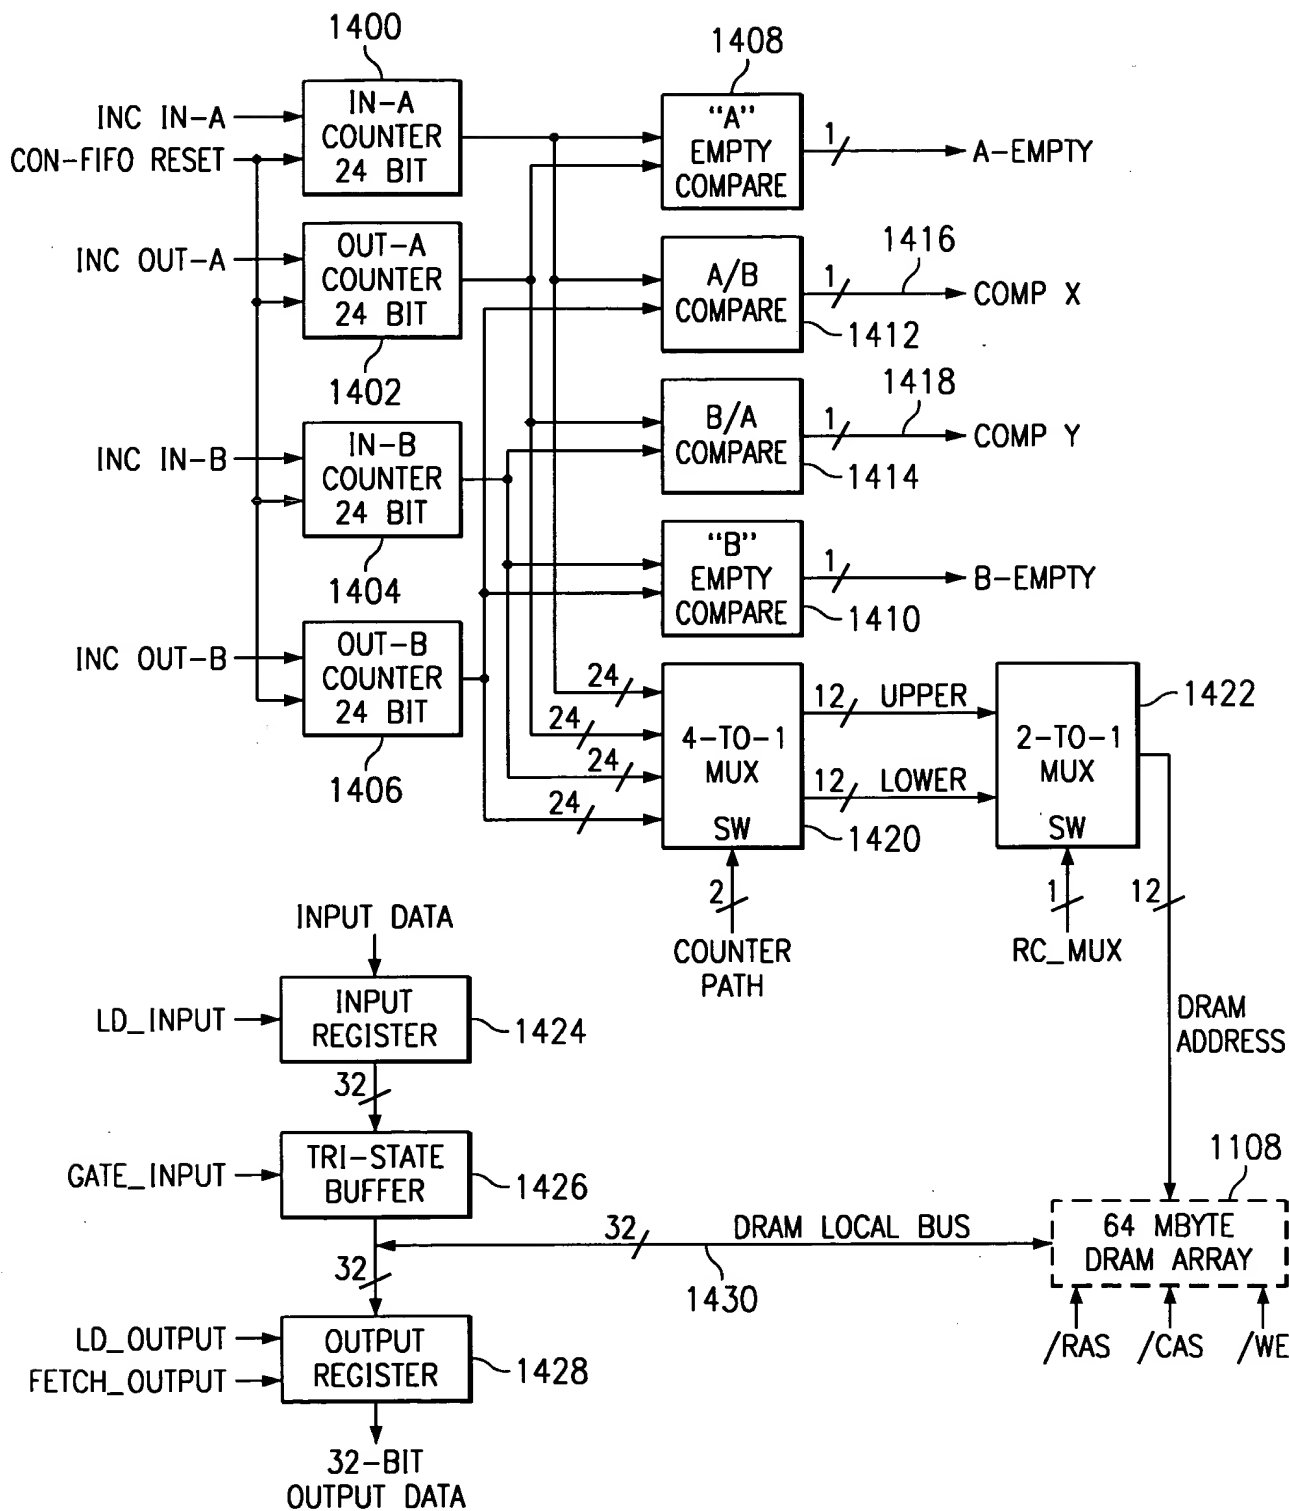 1400
IN-A
COUNTER
24 BIT
INC IN-A
CON-FIFO RESET
1408
"A"
EMPTY
COMPARE
1
A-EMPTY
INC OUT-A
OUT-A
COUNTER
24 BIT
1402
A/B
COMPARE
1
1416
COMP X
1412
INC IN-B
IN-B
COUNTER
24 BIT
1404
B/A
COMPARE
1
1418
COMP Y
1414
"B"
EMPTY
COMPARE
1
B-EMPTY
1410
INC OUT-B
OUT-B
COUNTER
24 BIT
1406
24
24
24
24
4-TO-1
MUX
SW
1420
12
UPPER
12
LOWER
2-TO-1
MUX
SW
1422
2
COUNTER
PATH
1
RC_MUX
12
DRAM
ADDRESS
INPUT DATA
LD_INPUT
INPUT
REGISTER
1424
32
GATE_INPUT
TRI-STATE
BUFFER
1426
32
32
DRAM LOCAL BUS
1430
1108
64 MBYTE
DRAM ARRAY
/RAS
/CAS
/WE
LD_OUTPUT
FETCH_OUTPUT
OUTPUT
REGISTER
1428
32-BIT
OUTPUT DATA